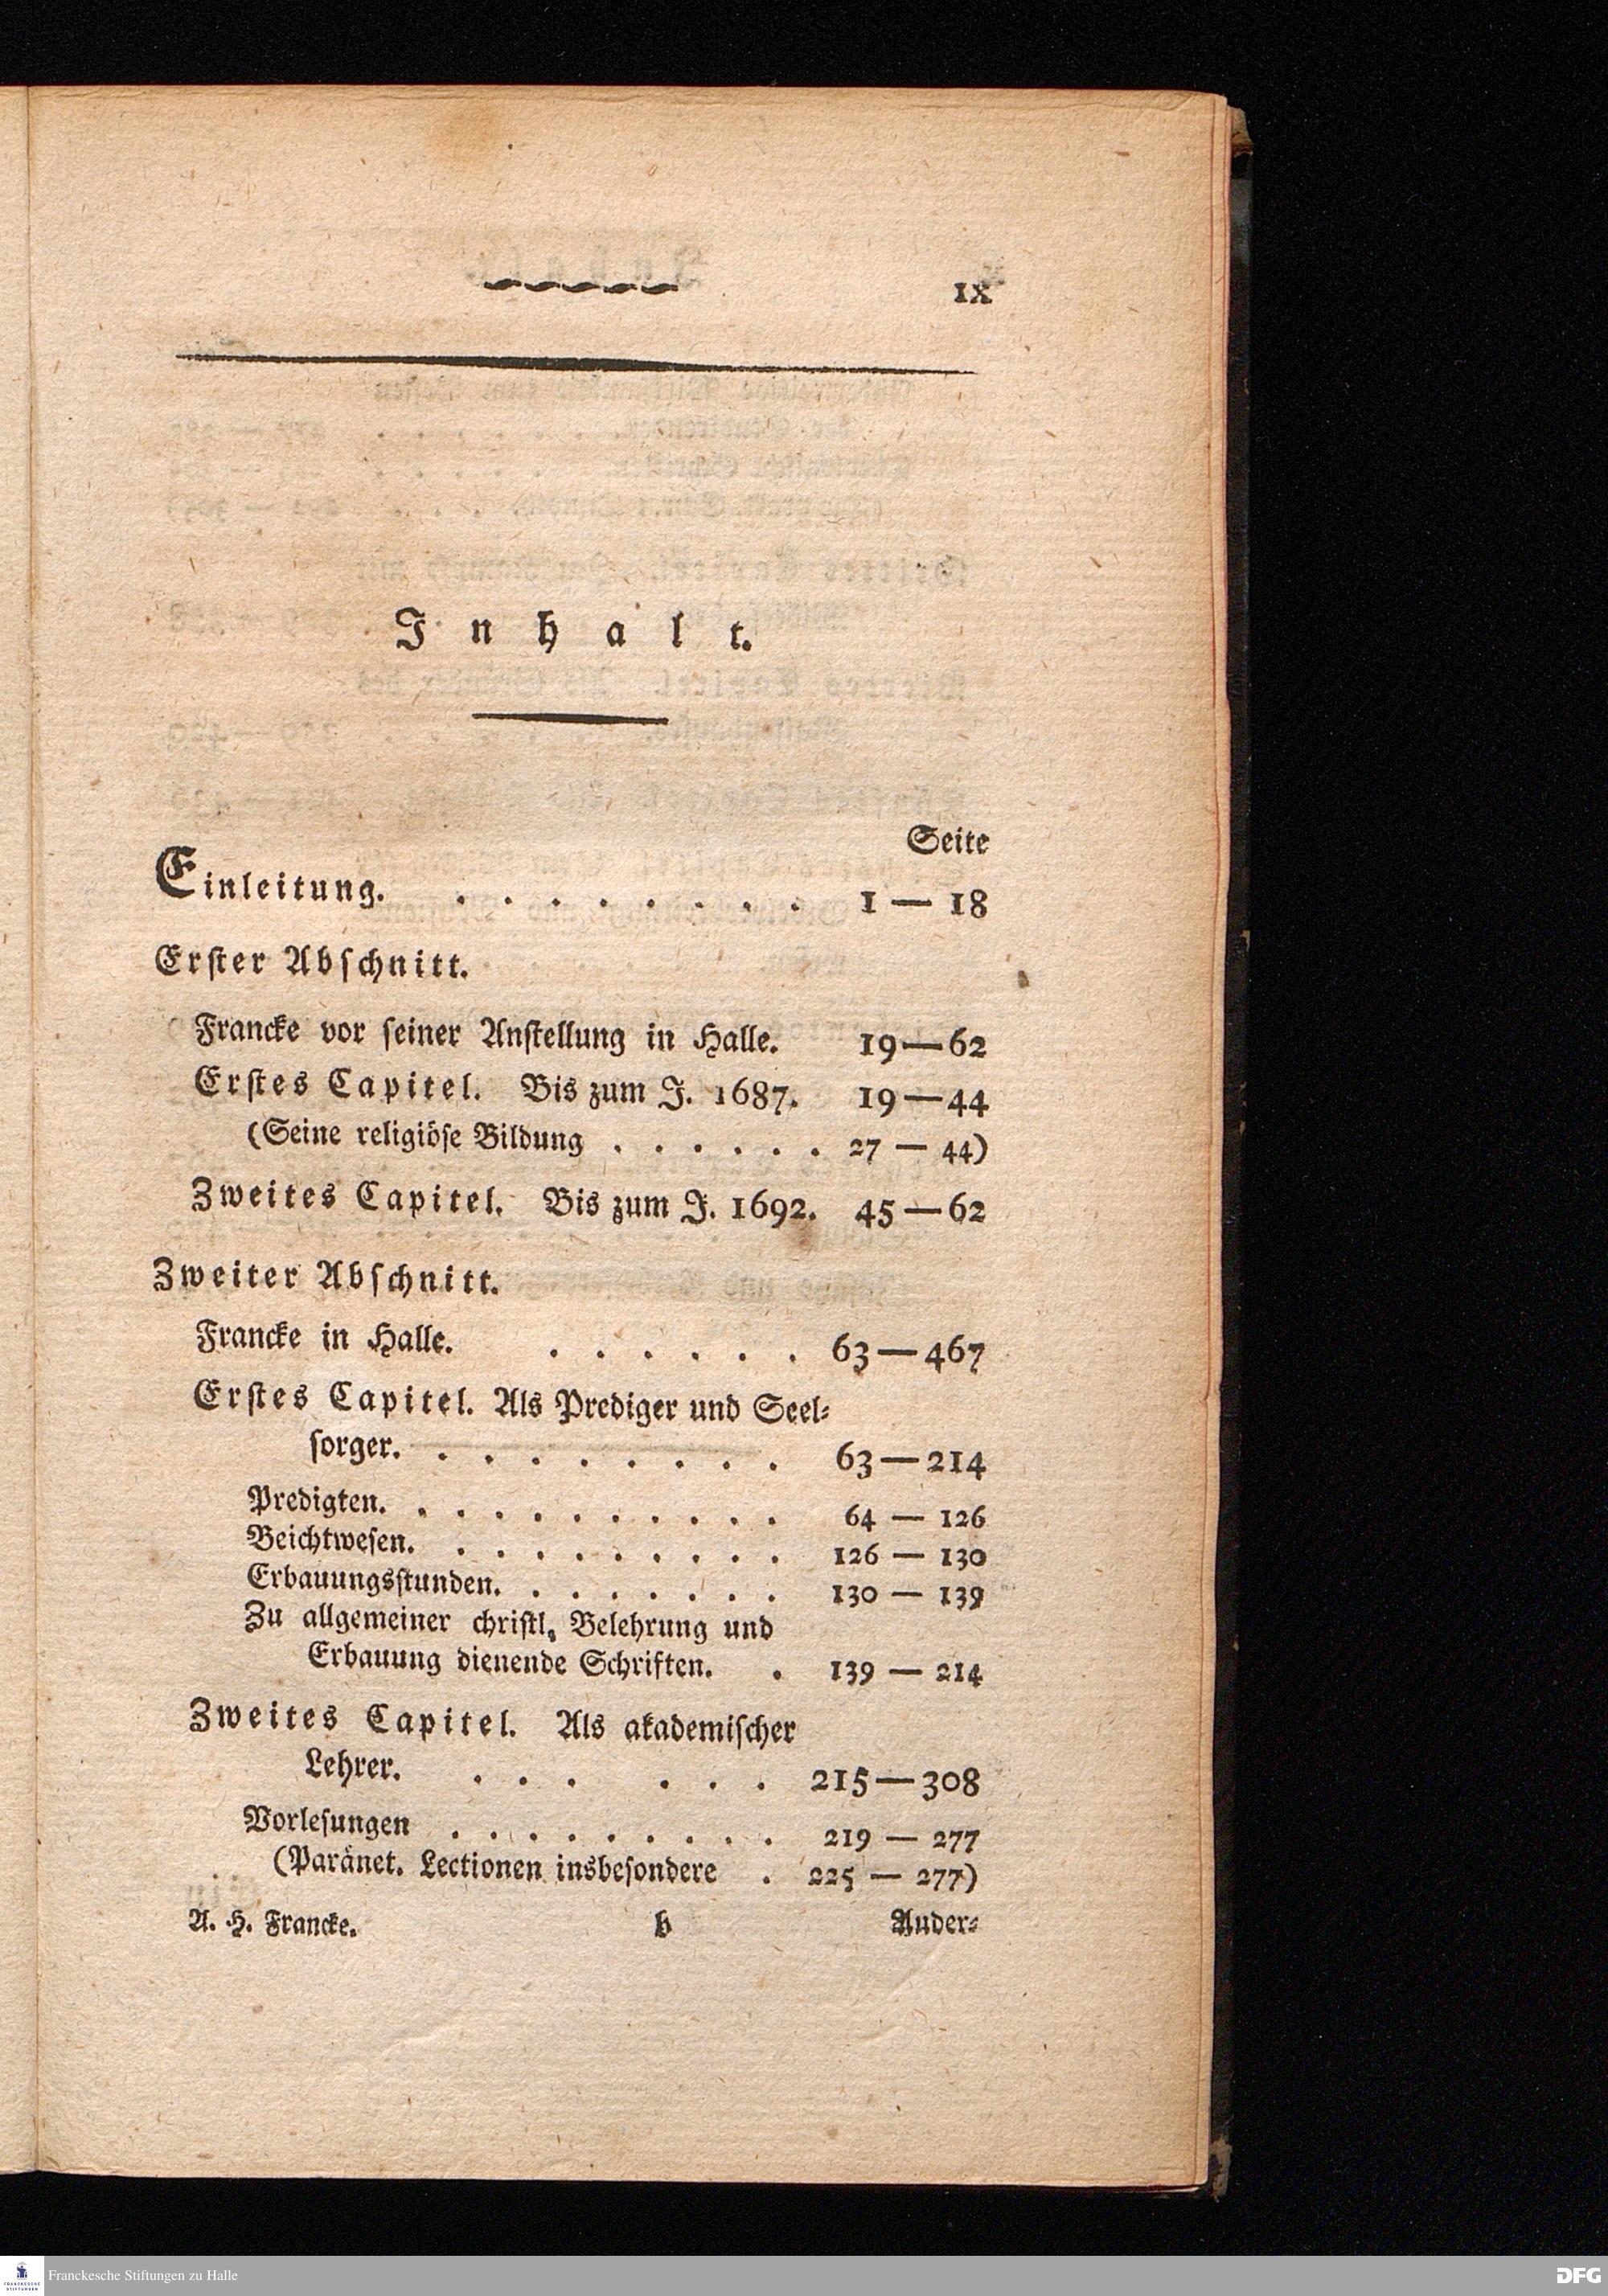 IX
Inhalt.
Seite
Einleitung. . . . . . . . . 1 — 18
Erſter Abſchnitt.
Francke vor ſeiner Anſtellung in Halle. 19 — 62
Erſtes Capitel. Bis zum J. 1687. 19 — 44
(Seine religiöſe Bildung . . . . . . 27 — 44)
Zweites Capitel. Bis zum J. 1692. 45 — 62
Zweiter Abſchnitt.
Francke in Halle. . . . . . . 63 — 467
Erſtes Capitel. Als Prediger und Seel-
ſorger. . . . . . . . . 63 — 214
Predigten. . . . . . . . . . . 64 — 126
Beichtweſen. . . . . . . . . . 126 — 130
Erbauungsſtunden. . . . . . . . 130 — 139
Zu allgemeiner chriſtl. Belehrung und
Erbauung dienende Schriften. . 139 — 214
Zweites Capitel. Als akademiſcher
Lehrer. . . . . . . 215 — 308
Vorleſungen . . . . . . . . . 219 — 277
(Paränet. Lectionen insbeſondere . 225 — 277)
A. H. Francke. b Ander-
FRANCKESCHE
STIFTUNGEN
Franckesche Stiftungen zu Halle
DFG